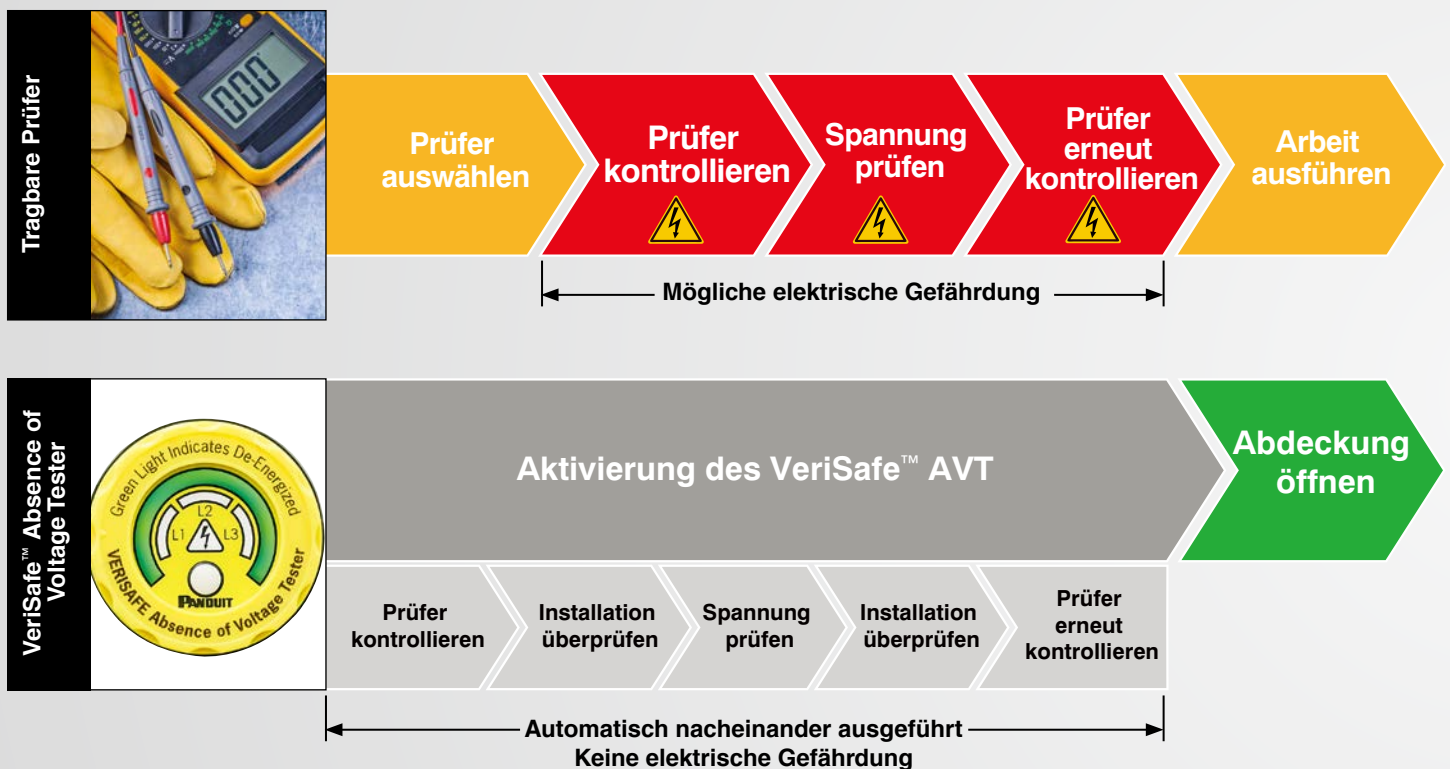 Tragbare Prüfer
000
Prüfer
auswählen
Prüfer
kontrollieren
Spannung
prüfen
Prüfer
erneut
kontrollieren
Arbeit
ausführen
Mögliche elektrische Gefährdung
VeriSafe™ Absence of
Voltage Tester
Green Light Indicates De-Energized
L1
L2
L3
PANDUIT
VERISAFE Absence of Voltage Tester
Aktivierung des VeriSafe™ AVT
Abdeckung
öffnen
Prüfer
kontrollieren
Installation
überprüfen
Spannung
prüfen
Installation
überprüfen
Prüfer
erneut
kontrollieren
Automatisch nacheinander ausgeführt
Keine elektrische Gefährdung